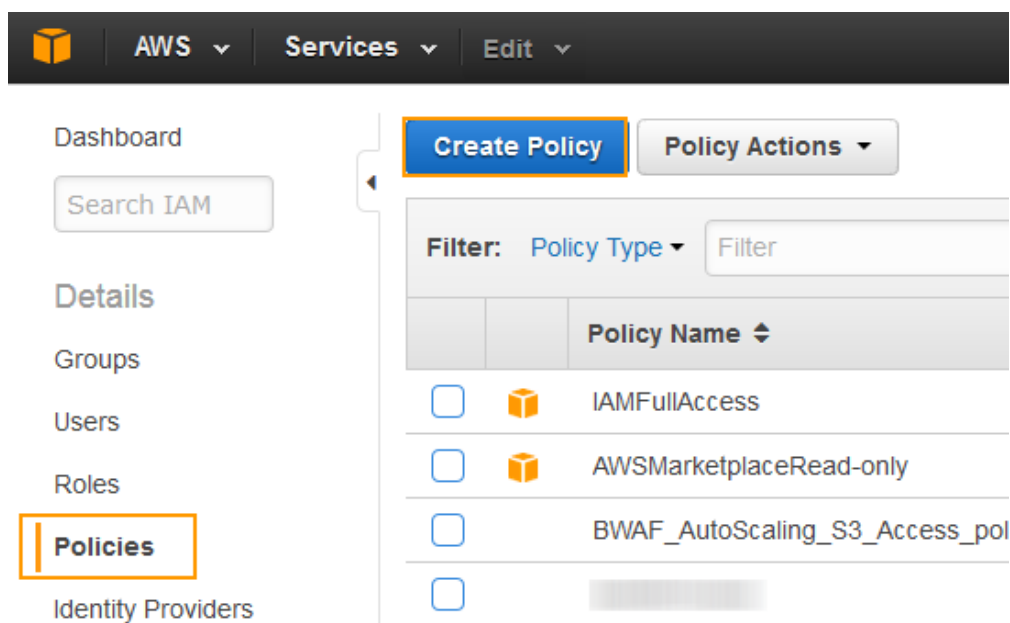 AWS Services Edit
Dashboard
Search IAM
Details
Groups
Users
Roles
Policies
Identity Providers
Create Policy Policy Actions
Filter: Policy Type Filter
Policy Name
IAMFullAccess
AWSMarketplaceRead-only
BWAF_AutoScaling_S3_Access_pol